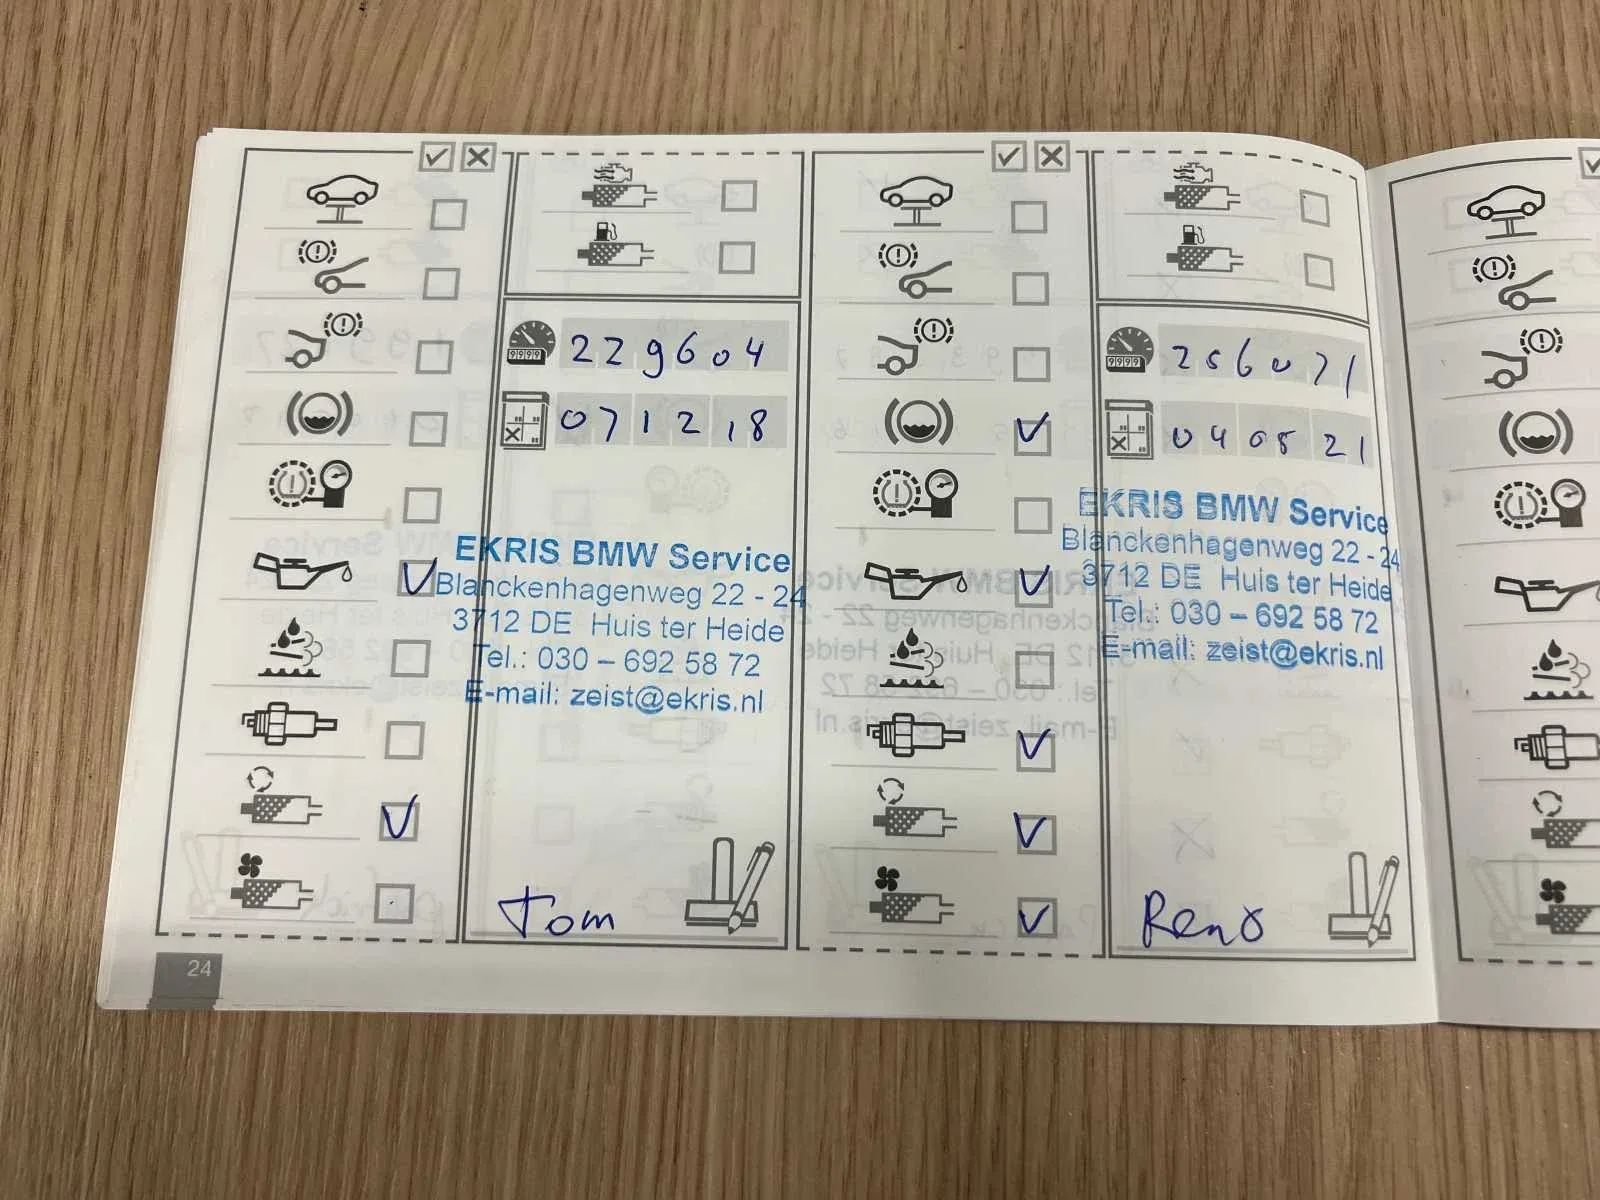 229604
071218
EKRIS BMW Service
Blanckenhagenweg 22 - 24
3712 DE Huis ter Heide
Tel.: 030 – 692 58 72
E-mail: zeist@ekris.nl
Tom
24
256071
040521
EKRIS BMW Service
Blanckenhagenweg 22 - 24
3712 DE Huis ter Heide
Tel.: 030 – 692 58 72
E-mail: zeist@ekris.nl
Reno